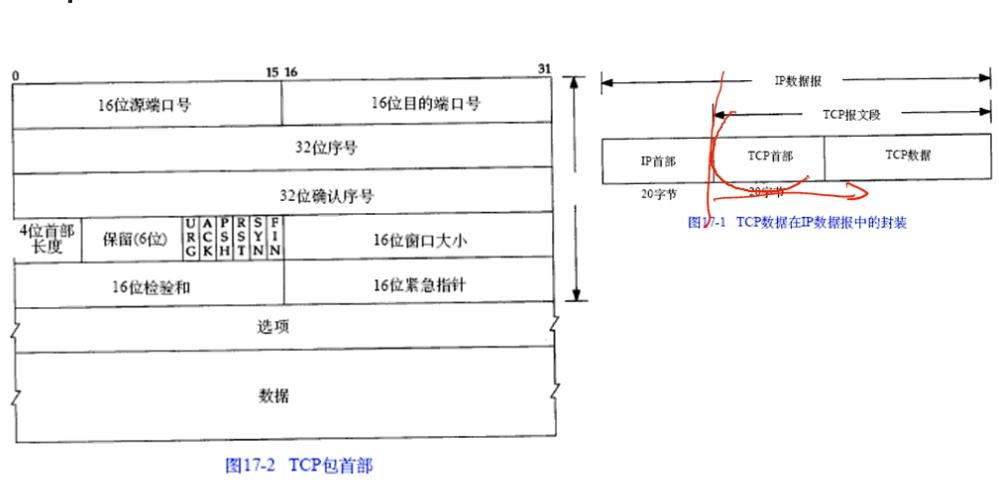 0 15 16 31
16位源端口号 16位目的端口号
32位序号
32位确认序号
4位首部长度 保留(6位) URG ACK PSH RST SYN FIN 16位窗口大小
16位检验和 16位紧急指针
选项
数据
图17-2 TCP包首部
IP数据报
TCP报文段
IP首部 TCP首部 TCP数据
20字节 20字节
图17-1 TCP数据在IP数据报中的封装